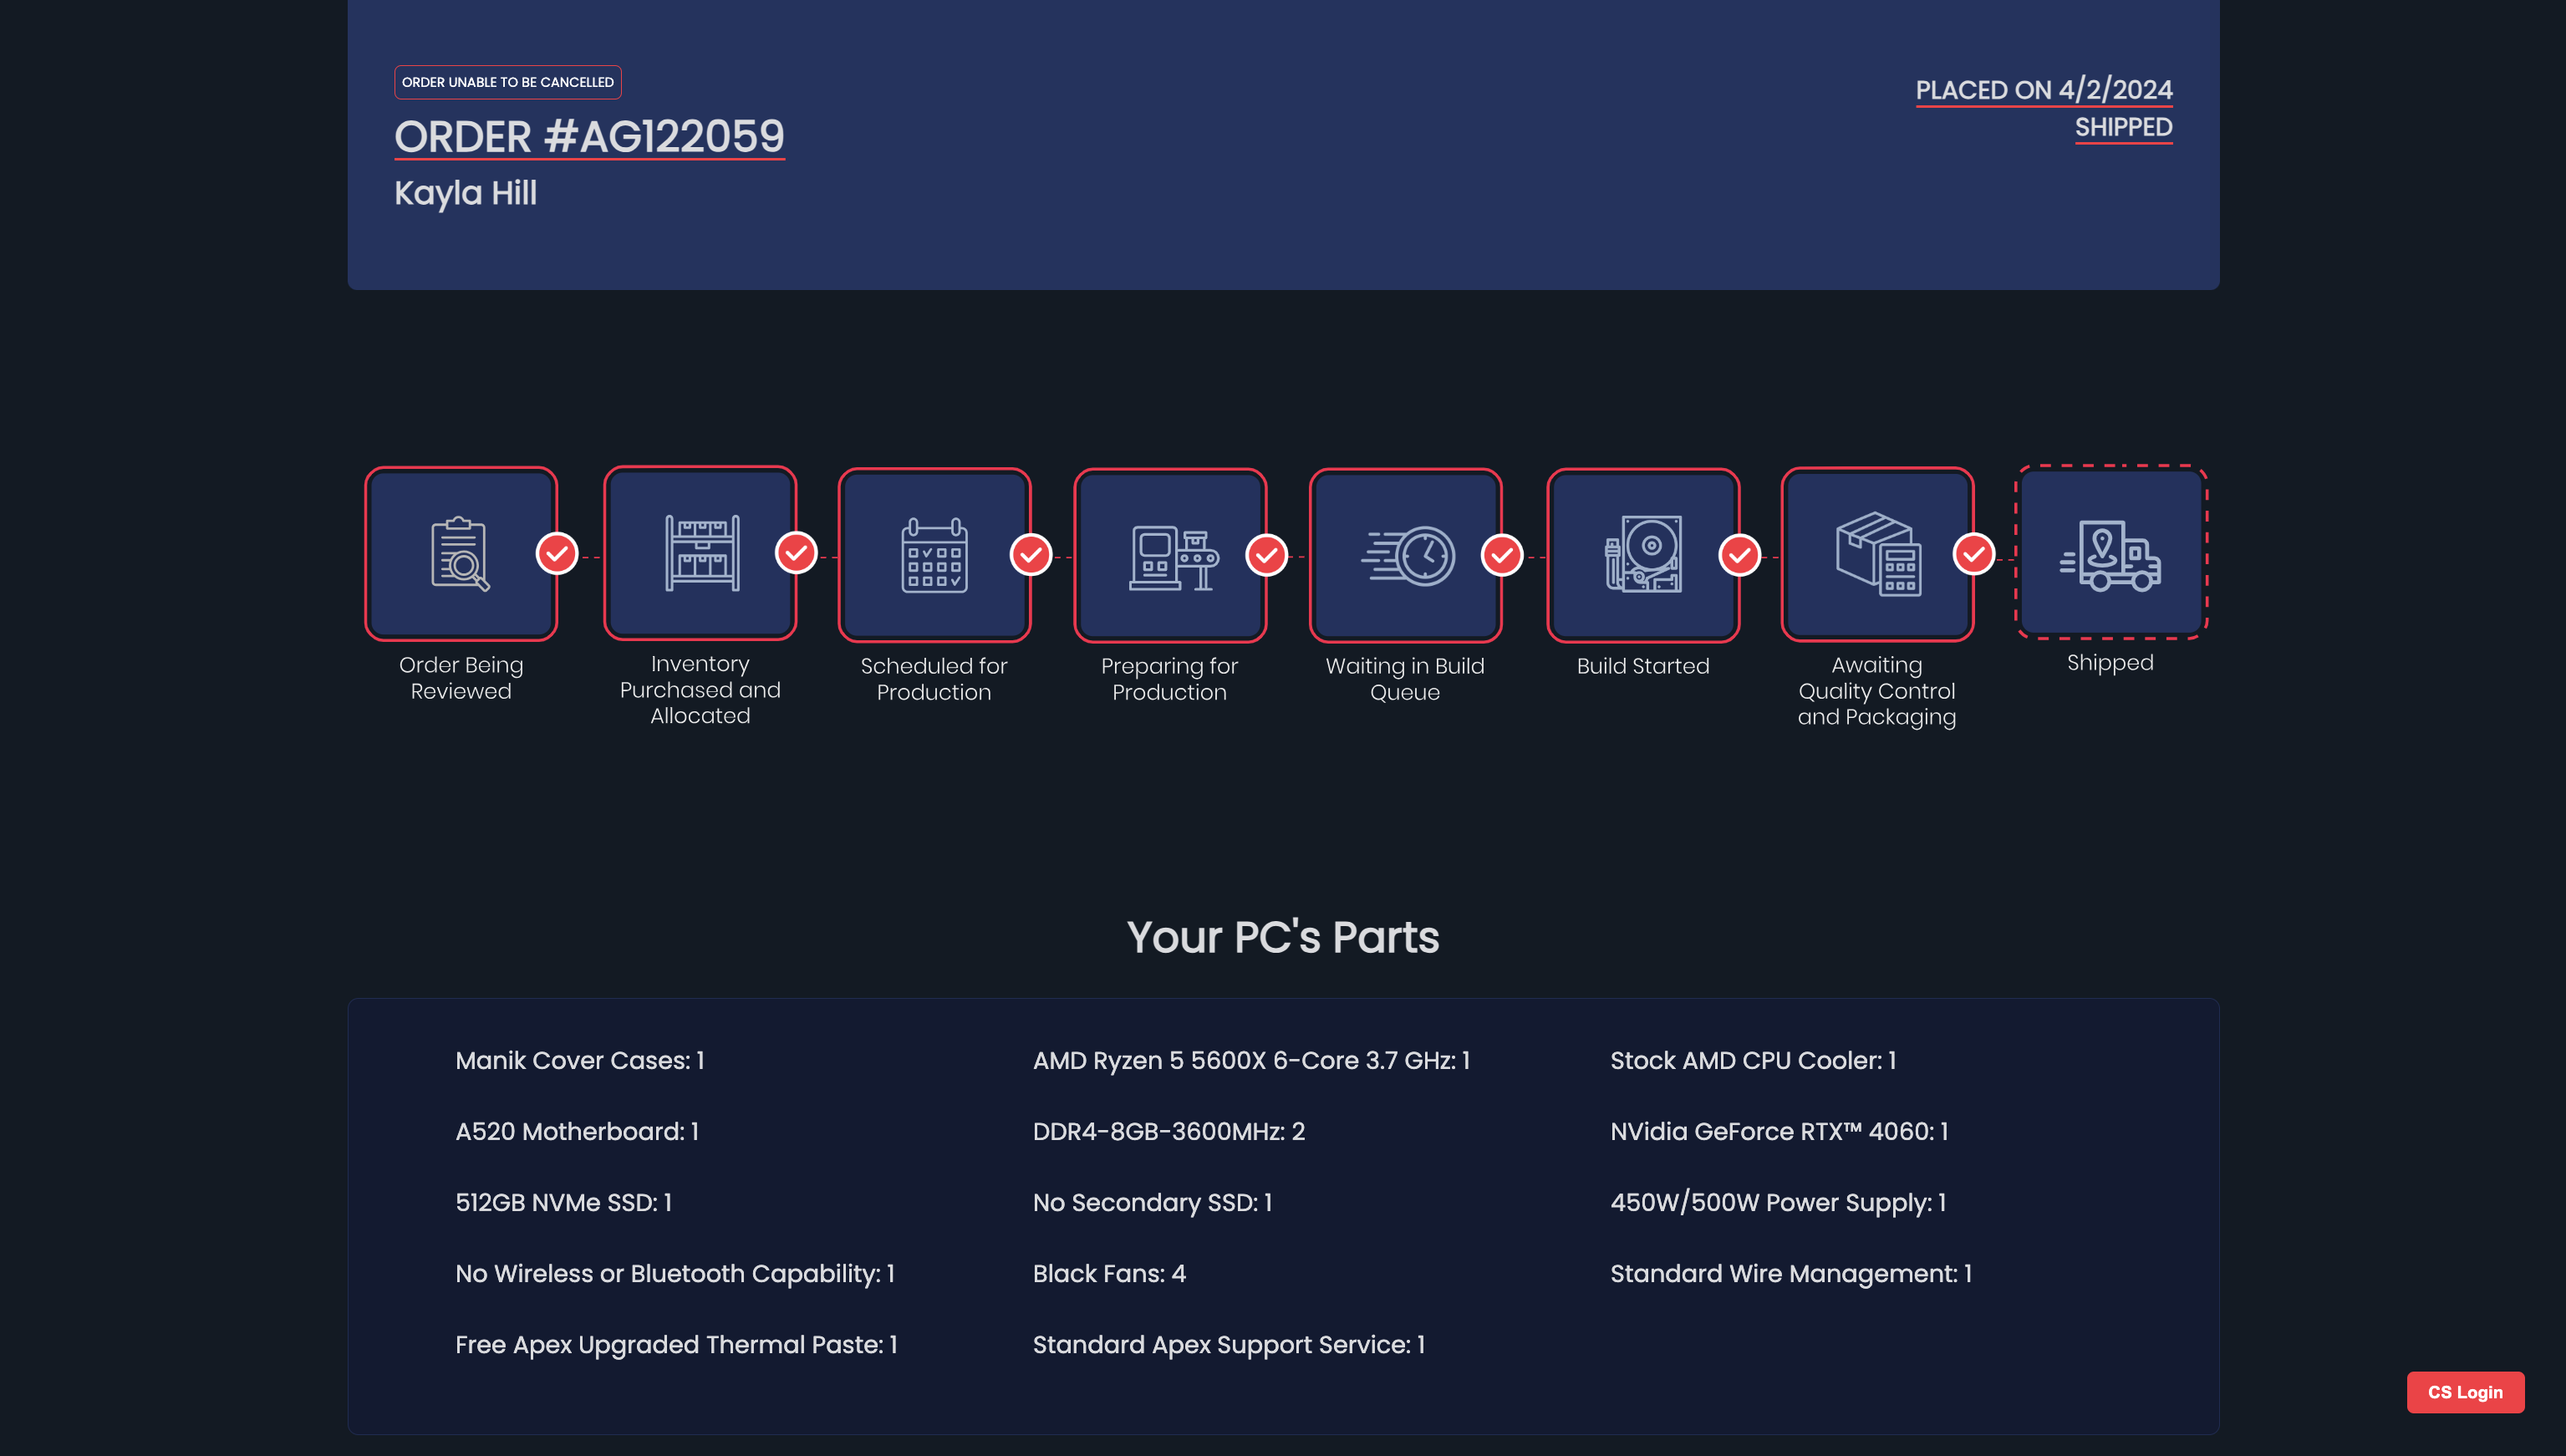 ORDER UNABLE TO BE CANCELLED
ORDER #AG122059
Kayla Hill
PLACED ON 4/2/2024
SHIPPED
Order Being
Reviewed
Inventory
Purchased and
Allocated
Scheduled for
Production
Preparing for
Production
Waiting in Build
Queue
Build Started
Awaiting
Quality Control
and Packaging
Shipped
Your PC's Parts
Manik Cover Cases: 1
AMD Ryzen 5 5600X 6-Core 3.7 GHz: 1
Stock AMD CPU Cooler: 1
A520 Motherboard: 1
DDR4-8GB-3600MHz: 2
NVidia GeForce RTX™ 4060: 1
512GB NVMe SSD: 1
No Secondary SSD: 1
450W/500W Power Supply: 1
No Wireless or Bluetooth Capability: 1
Black Fans: 4
Standard Wire Management: 1
Free Apex Upgraded Thermal Paste: 1
Standard Apex Support Service: 1
CS Login